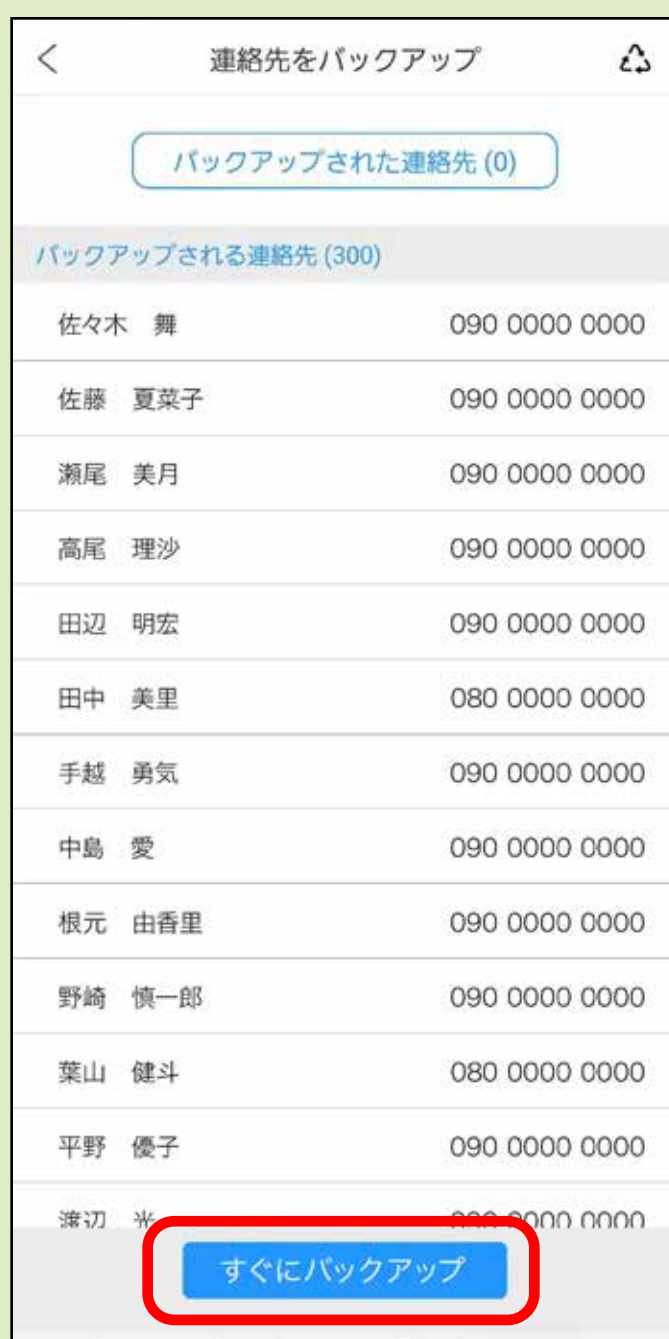 連絡先をバックアップ
バックアップされた連絡先 (0)
バックアップされる連絡先 (300)
佐々木　舞 090 0000 0000
佐藤　夏菜子 090 0000 0000
瀬尾　美月 090 0000 0000
高尾　理沙 090 0000 0000
田辺　明宏 090 0000 0000
田中　美里 080 0000 0000
手越　勇気 090 0000 0000
中島　愛 090 0000 0000
根元　由香里 090 0000 0000
野崎　慎一郎 090 0000 0000
葉山　健斗 080 0000 0000
平野　優子 090 0000 0000
渡辺　光 0000 0000
すぐにバックアップ